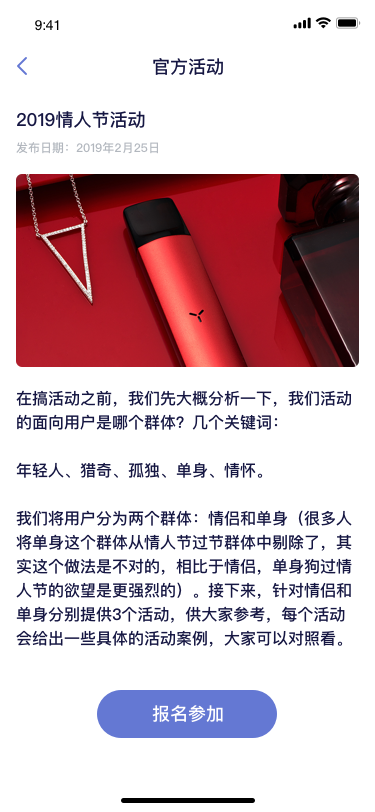 9:41
官方活动
2019情人节活动
发布日期：2019年2月25日
在搞活动之前，我们先大概分析一下，我们活动
的面向用户是哪个群体？几个关键词：
年轻人、猎奇、孤独、单身、情怀。
我们将用户分为两个群体：情侣和单身（很多人
将单身这个群体从情人节过节群体中剔除了，其
实这个做法是不对的，相比于情侣，单身狗过情
人节的欲望是更强烈的）。接下来，针对情侣和
单身分别提供3个活动，供大家参考，每个活动
会给出一些具体的活动案例，大家可以对照看。
报名参加